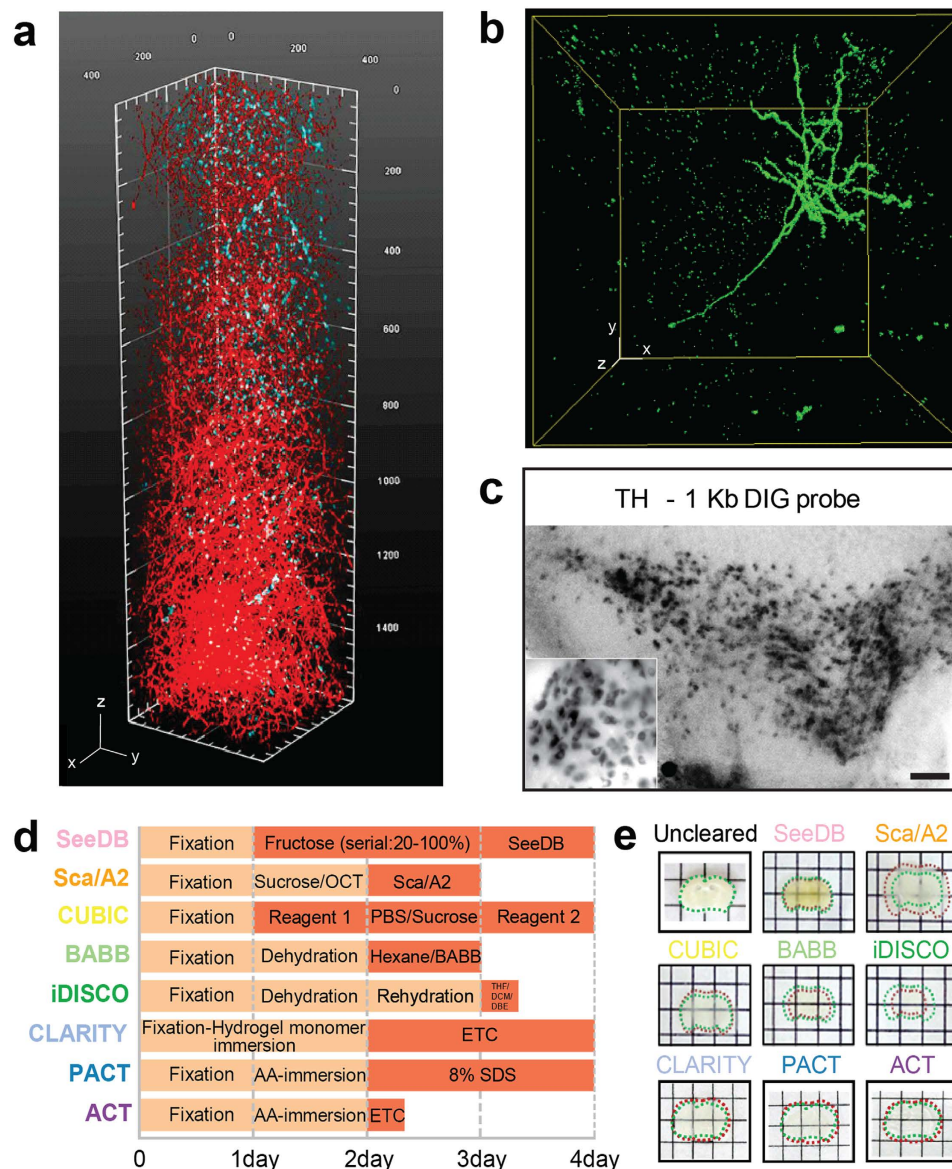 a
0
0
200
200
400
400
0
200
400
600
800
1000
1200
1400
z
x
y
b
y
z
x
c
TH - 1 Kb DIG probe
d
SeeDB
Fixation
Fructose (serial:20-100%)
SeeDB
Sca/A2
Fixation
Sucrose/OCT
Sca/A2
CUBIC
Fixation
Reagent 1
PBS/Sucrose
Reagent 2
BABB
Fixation
Dehydration
Hexane/BABB
iDISCO
Fixation
Dehydration
Rehydration
THF/
DCM/
DBE
CLARITY
Fixation-Hydrogel monomer
immersion
ETC
PACT
Fixation
AA-immersion
8% SDS
ACT
Fixation
AA-immersion
ETC
0
1day
2day
3day
4day
e
Uncleared
SeeDB
Sca/A2
CUBIC
BABB
iDISCO
CLARITY
PACT
ACT